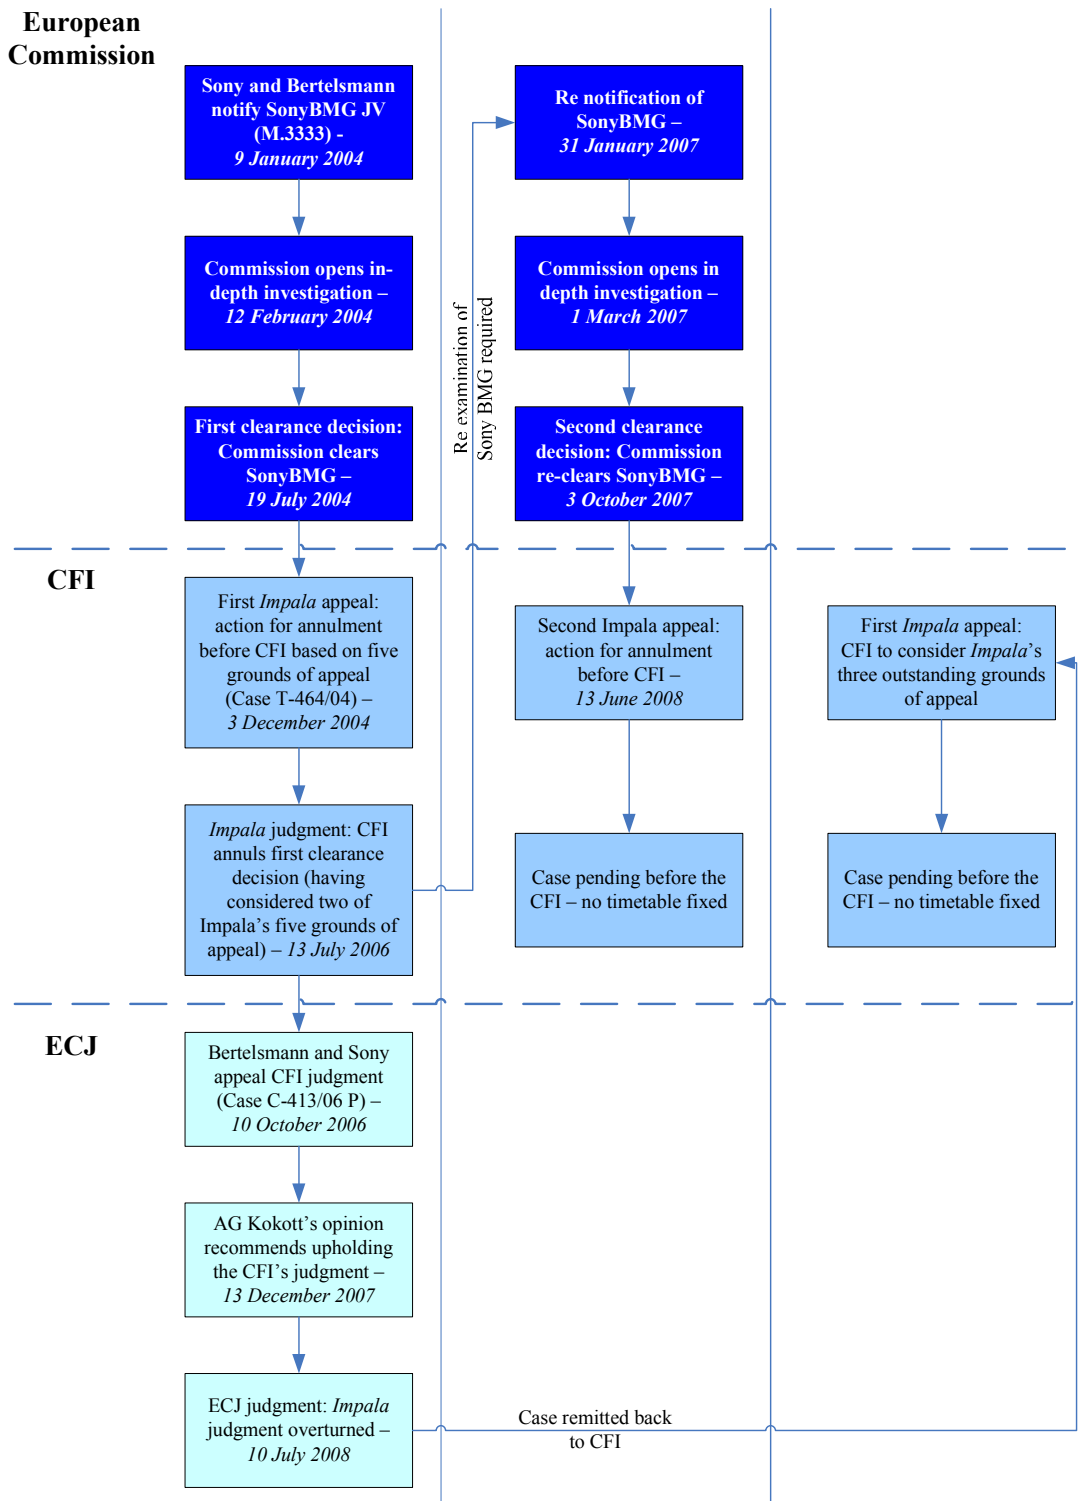 European
Commission
Sony and Bertelsmann
notify SonyBMG JV
(M.3333) -
9 January 2004
Commission opens in-
depth investigation –
12 February 2004
First clearance decision:
Commission clears
SonyBMG –
19 July 2004
Re examination of
Sony BMG required
Re notification of
SonyBMG –
31 January 2007
Commission opens in
depth investigation –
1 March 2007
Second clearance
decision: Commission
re-clears SonyBMG –
3 October 2007
CFI
First Impala appeal:
action for annulment
before CFI based on five
grounds of appeal
(Case T-464/04) –
3 December 2004
Impala judgment: CFI
annuls first clearance
decision (having
considered two of
Impala’s five grounds of
appeal) – 13 July 2006
Second Impala appeal:
action for annulment
before CFI –
13 June 2008
Case pending before the
CFI – no timetable fixed
First Impala appeal:
CFI to consider Impala’s
three outstanding grounds
of appeal
Case pending before the
CFI – no timetable fixed
ECJ
Bertelsmann and Sony
appeal CFI judgment
(Case C-413/06 P) –
10 October 2006
AG Kokott’s opinion
recommends upholding
the CFI’s judgment –
13 December 2007
ECJ judgment: Impala
judgment overturned –
10 July 2008
Case remitted back
to CFI